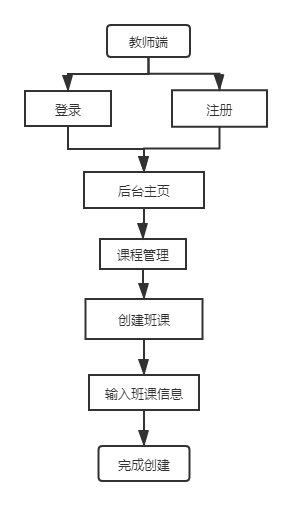 教师端
登录
注册
后台主页
课程管理
创建班课
输入班课信息
完成创建